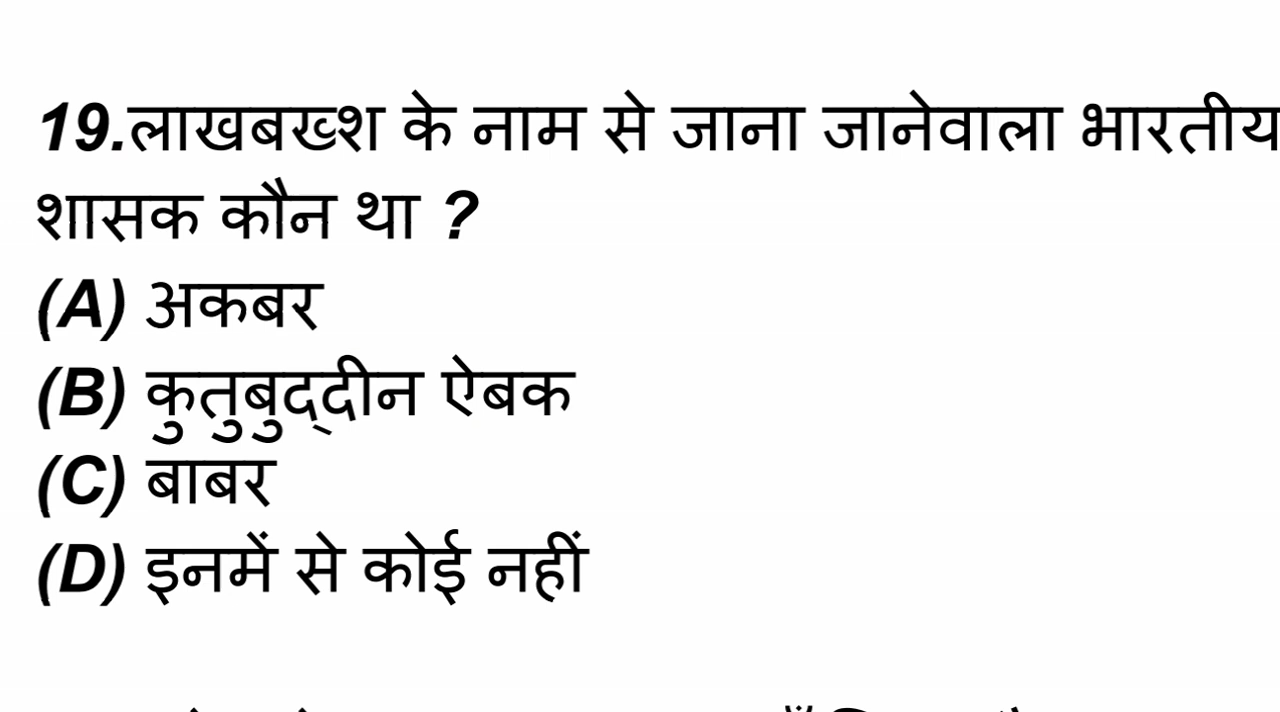 19.लाखबख्श के नाम से जाना जानेवाला भारतीय
शासक कौन था ?
(A) अकबर
(B) कुतुबुद्दीन ऐबक
(C) बाबर
(D) इनमें से कोई नहीं